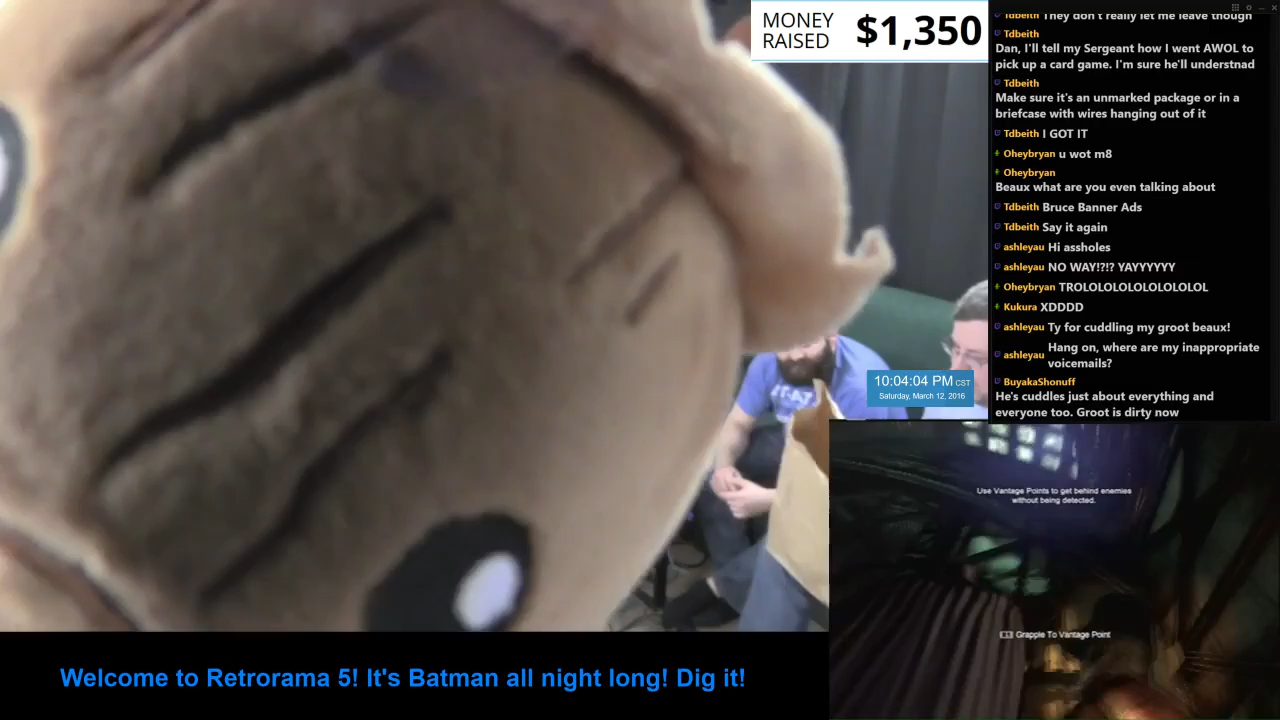 MONEY
RAISED
$1,350
Tdbeith They don't really let me leave though
Tdbeith
Dan, I'll tell my Sergeant how I went AWOL to
pick up a card game. I'm sure he'll understnad
Tdbeith
Make sure it's an unmarked package or in a
briefcase with wires hanging out of it
Tdbeith I GOT IT
Oheybryan u wot m8
Oheybryan
Beaux what are you even talking about
Tdbeith Bruce Banner Ads
Tdbeith Say it again
ashleyau Hi assholes
ashleyau NO WAY!?!? YAYYYYYY
Oheybryan TROLOLOLOLOLOLOLOL
Kukura XDDDD
ashleyau Ty for cuddling my groot beaux!
ashleyau Hang on, where are my inappropriate
voicemails?
BuyakaShonuff
He's cuddles just about everything and
everyone too. Groot is dirty now
10:04:04 PM CST
Saturday, March 12, 2016
Use Vantage Points to get behind enemies
without being detected.
Grapple To Vantage Point
Welcome to Retrorama 5! It's Batman all night long! Dig it!